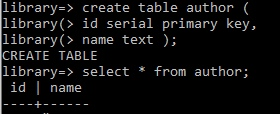 library=> create table author (
library(> id serial primary key,
library(> name text );
CREATE TABLE
library=> select * from author;
 id | name
----+------